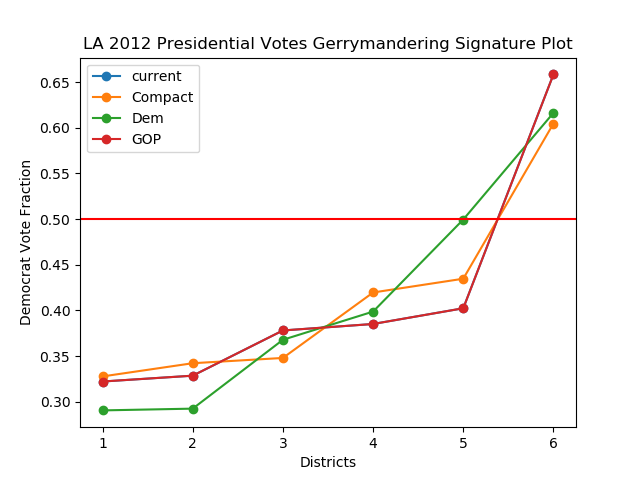 LA 2012 Presidential Votes Gerrymandering Signature Plot
current
Compact
Dem
GOP
Democrat Vote Fraction
0.65
0.60
0.55
0.50
0.45
0.40
0.35
0.30
1 2 3 4 5 6
Districts